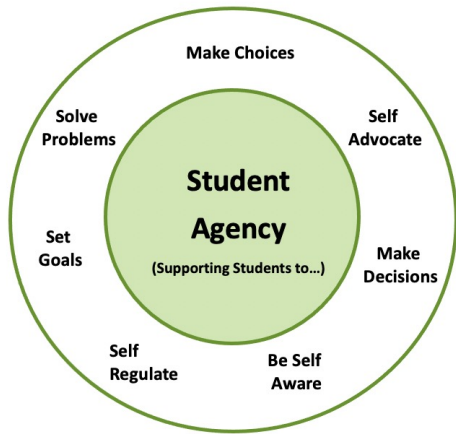 Make Choices
Self
Advocate
Make
Decisions
Be Self
Aware
Self
Regulate
Set
Goals
Solve
Problems
Student
Agency
(Supporting Students to...)